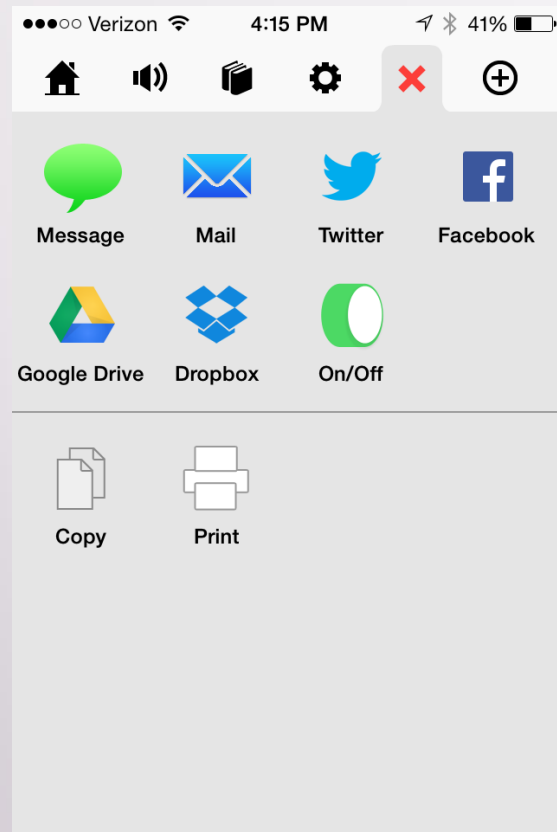 Verizon 4:15 PM 41%
Message Mail Twitter Facebook
Google Drive Dropbox On/Off
Copy Print